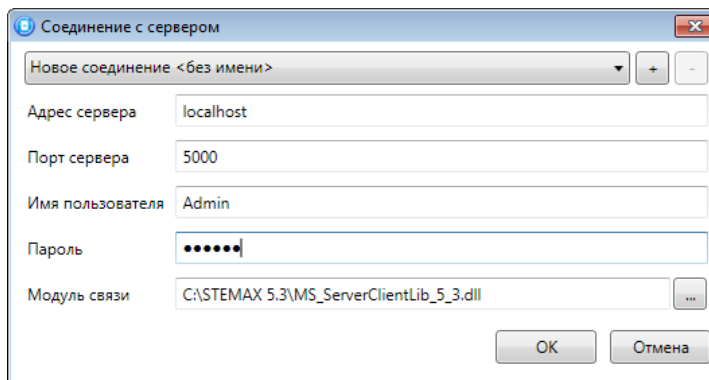 Соединение с сервером
Новое соединение <без имени>
+ -
Адрес сервера localhost
Порт сервера 5000
Имя пользователя Admin
Пароль ●●●●●●
Модуль связи C:\STEMAX 5.3\MS_ServerClientLib_5_3.dll ...
OK Отмена